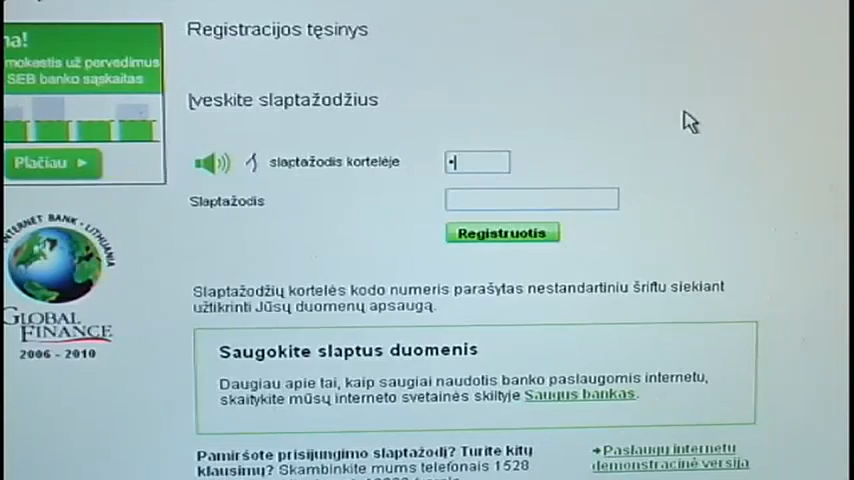 na!
mokestis už pervedimus
SEB banko sąskaitas
Plačiau
INTERNET BANK - LITHUANIA
GLOBAL
FINANCE
2006 - 2010
Registracijos tęsinys
Įveskite slaptažodžius
slaptažodis kortelėje
Slaptažodis
Registruotis
Slaptažodžių kortelės kodo numeris parašytas nestandartiniu šriftu siekiant
užtikrinti Jūsų duomenų apsaugą.
Saugokite slaptus duomenis
Daugiau apie tai, kaip saugiai naudotis banko paslaugomis internetu,
skaitykite mūsų interneto svetainės skiltyje Saugus bankas.
Pamiršote prisijungimo slaptažodį? Turite kitų
klausimų? Skambinkite mums telefonais 1528
Paslaugų internetu
demonstracinė versija